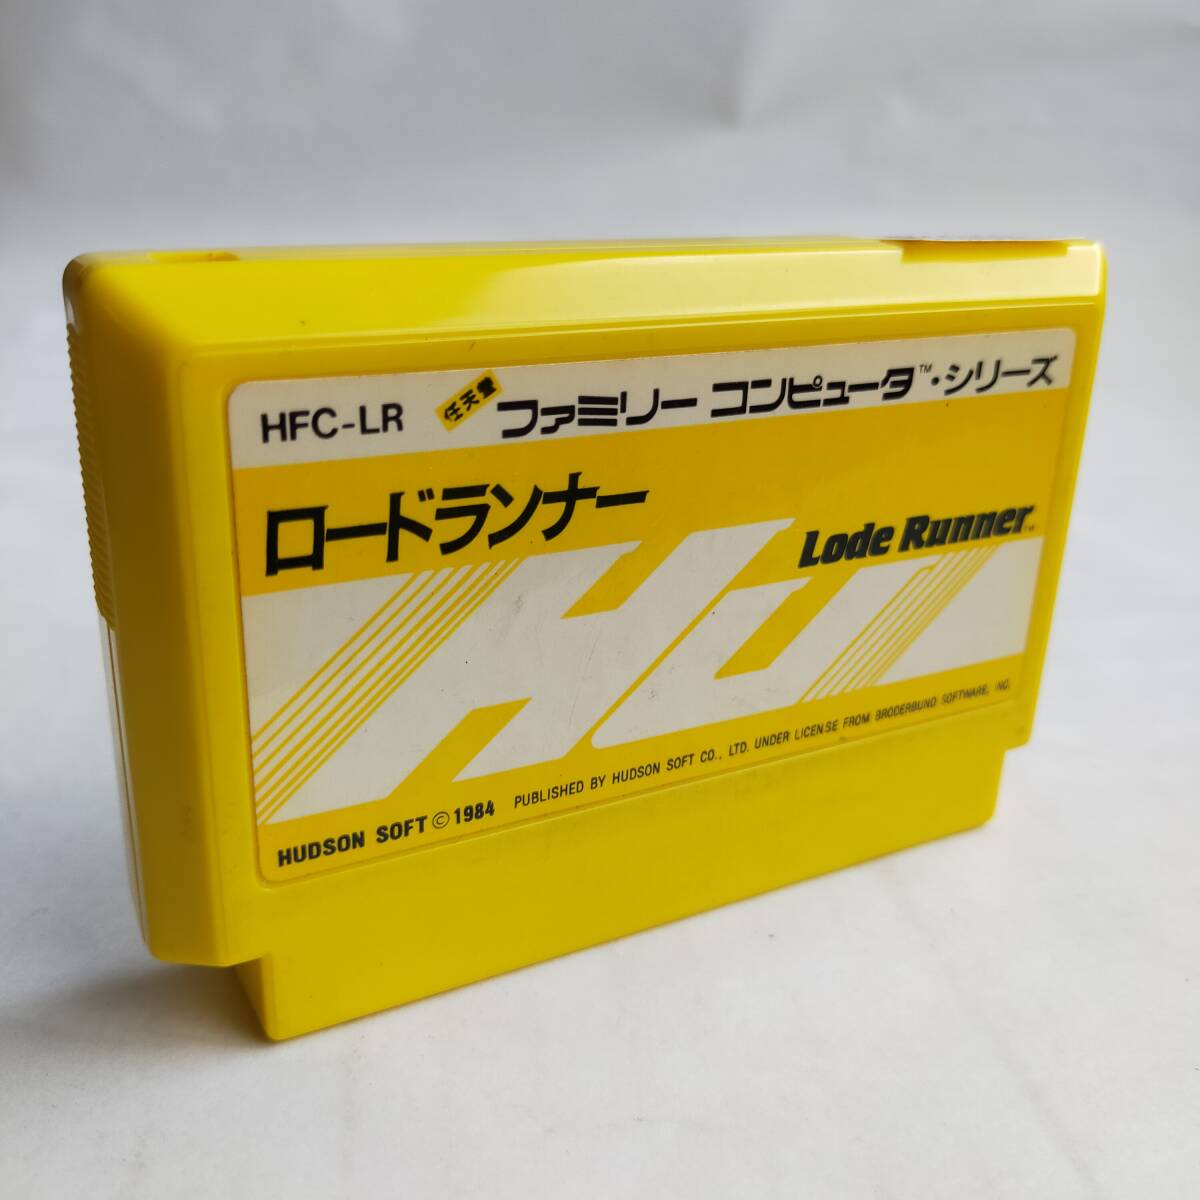 HFC-LR 任天堂 ファミリー コンピュータ™・シリーズ
ロードランナー
Lode Runner™
HU
HUDSON SOFT © 1984 PUBLISHED BY HUDSON SOFT CO., LTD. UNDER LICENSE FROM BRODERBUND SOFTWARE, INC.